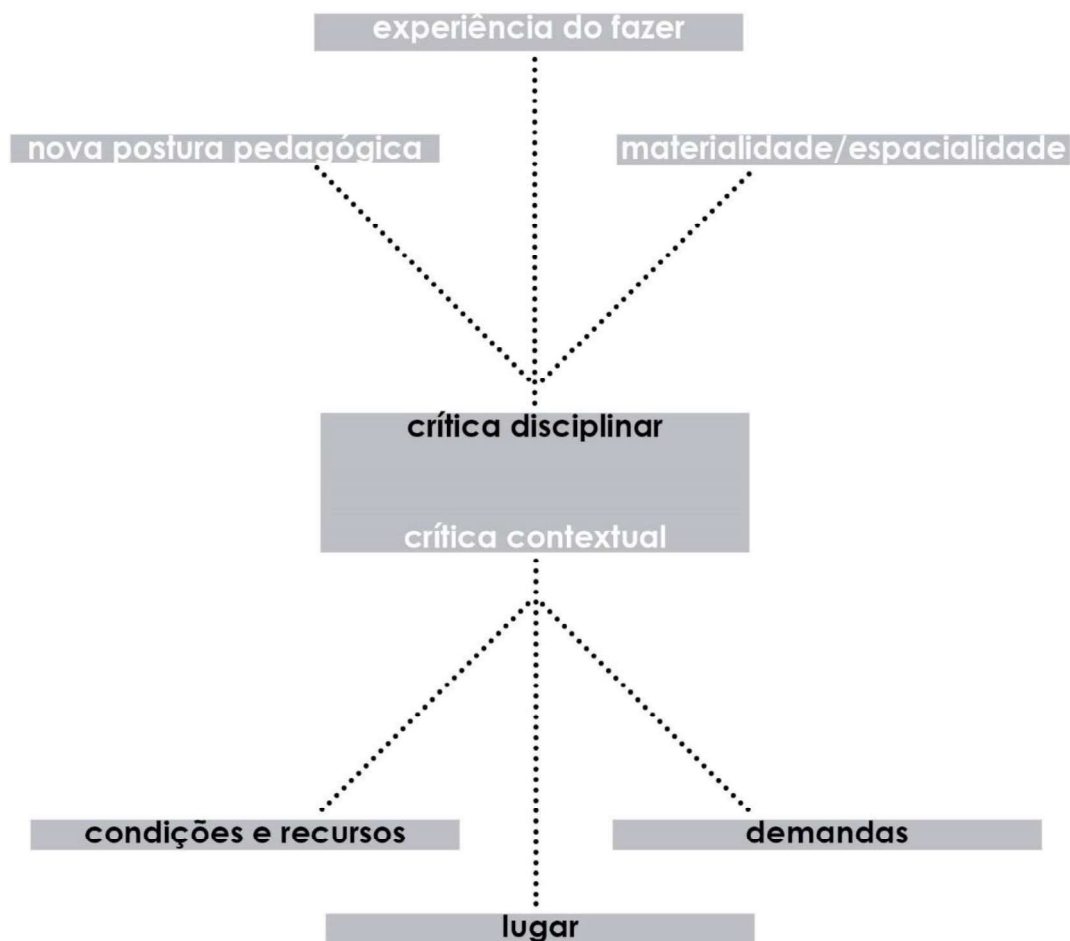 experiência do fazer
nova postura pedagógica
materialidade/espacialidade
crítica disciplinar
crítica contextual
condições e recursos
demandas
lugar